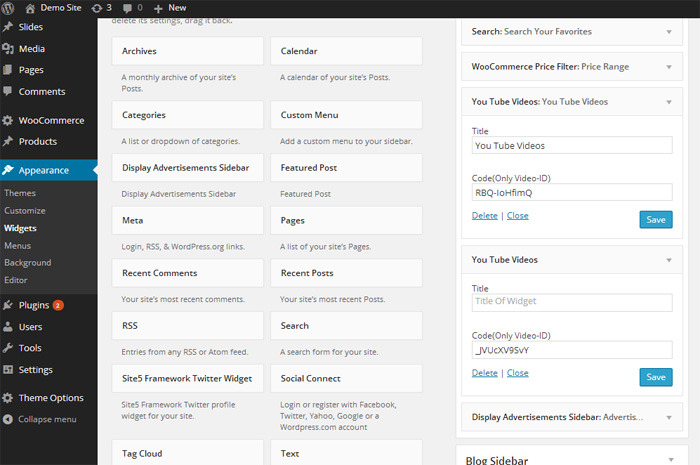 Demo Site 3 0 + New
Slides
Media
Pages
Comments
WooCommerce
Products
Appearance
Themes
Customize
Widgets
Menus
Background
Editor
Plugins 2
Users
Tools
Settings
Theme Options
Collapse menu
delete its settings, drag it back.
Archives
A monthly archive of your site's
Posts.
Calendar
A calendar of your site's Posts.
Categories
A list or dropdown of categories.
Custom Menu
Add a custom menu to your sidebar.
Display Advertisements Sidebar
Display Advertisements Sidebar
Featured Post
Featured Post
Meta
Login, RSS, & WordPress.org links.
Pages
A list of your site's Pages.
Recent Comments
Your site's most recent comments.
Recent Posts
Your site's most recent Posts.
RSS
Entries from any RSS or Atom feed.
Search
A search form for your site.
Site5 Framework Twitter Widget
Site5 Framework Twitter profile
widget for your site.
Social Connect
Login or register with Facebook,
Twitter, Yahoo, Google or a
Wordpress.com account
Tag Cloud
Text
Search: Search Your Favorites
WooCommerce Price Filter: Price Range
You Tube Videos: You Tube Videos
Title
You Tube Videos
Code(Only Video-ID)
RBQ-IoHfimQ
Delete | Close
Save
You Tube Videos
Title
Title Of Widget
Code(Only Video-ID)
_JVUcXV9SvY
Delete | Close
Save
Display Advertisements Sidebar: Advertis...
Blog Sidebar